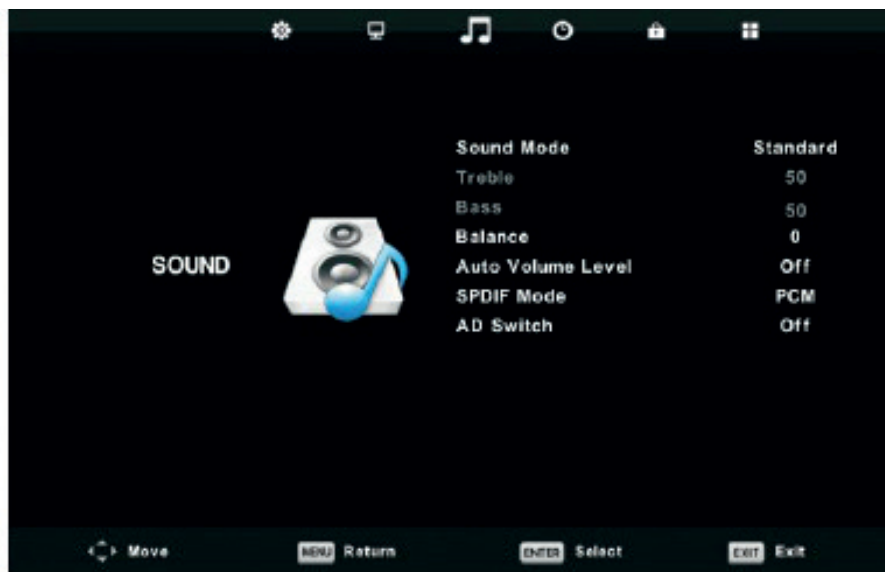 Sound Mode Standard
Treble 50
Bass 50
Balance 0
SOUND
Auto Volume Level Off
SPDIF Mode PCM
AD Switch Off
Move MENU Return ENTER Select EXIT Exit